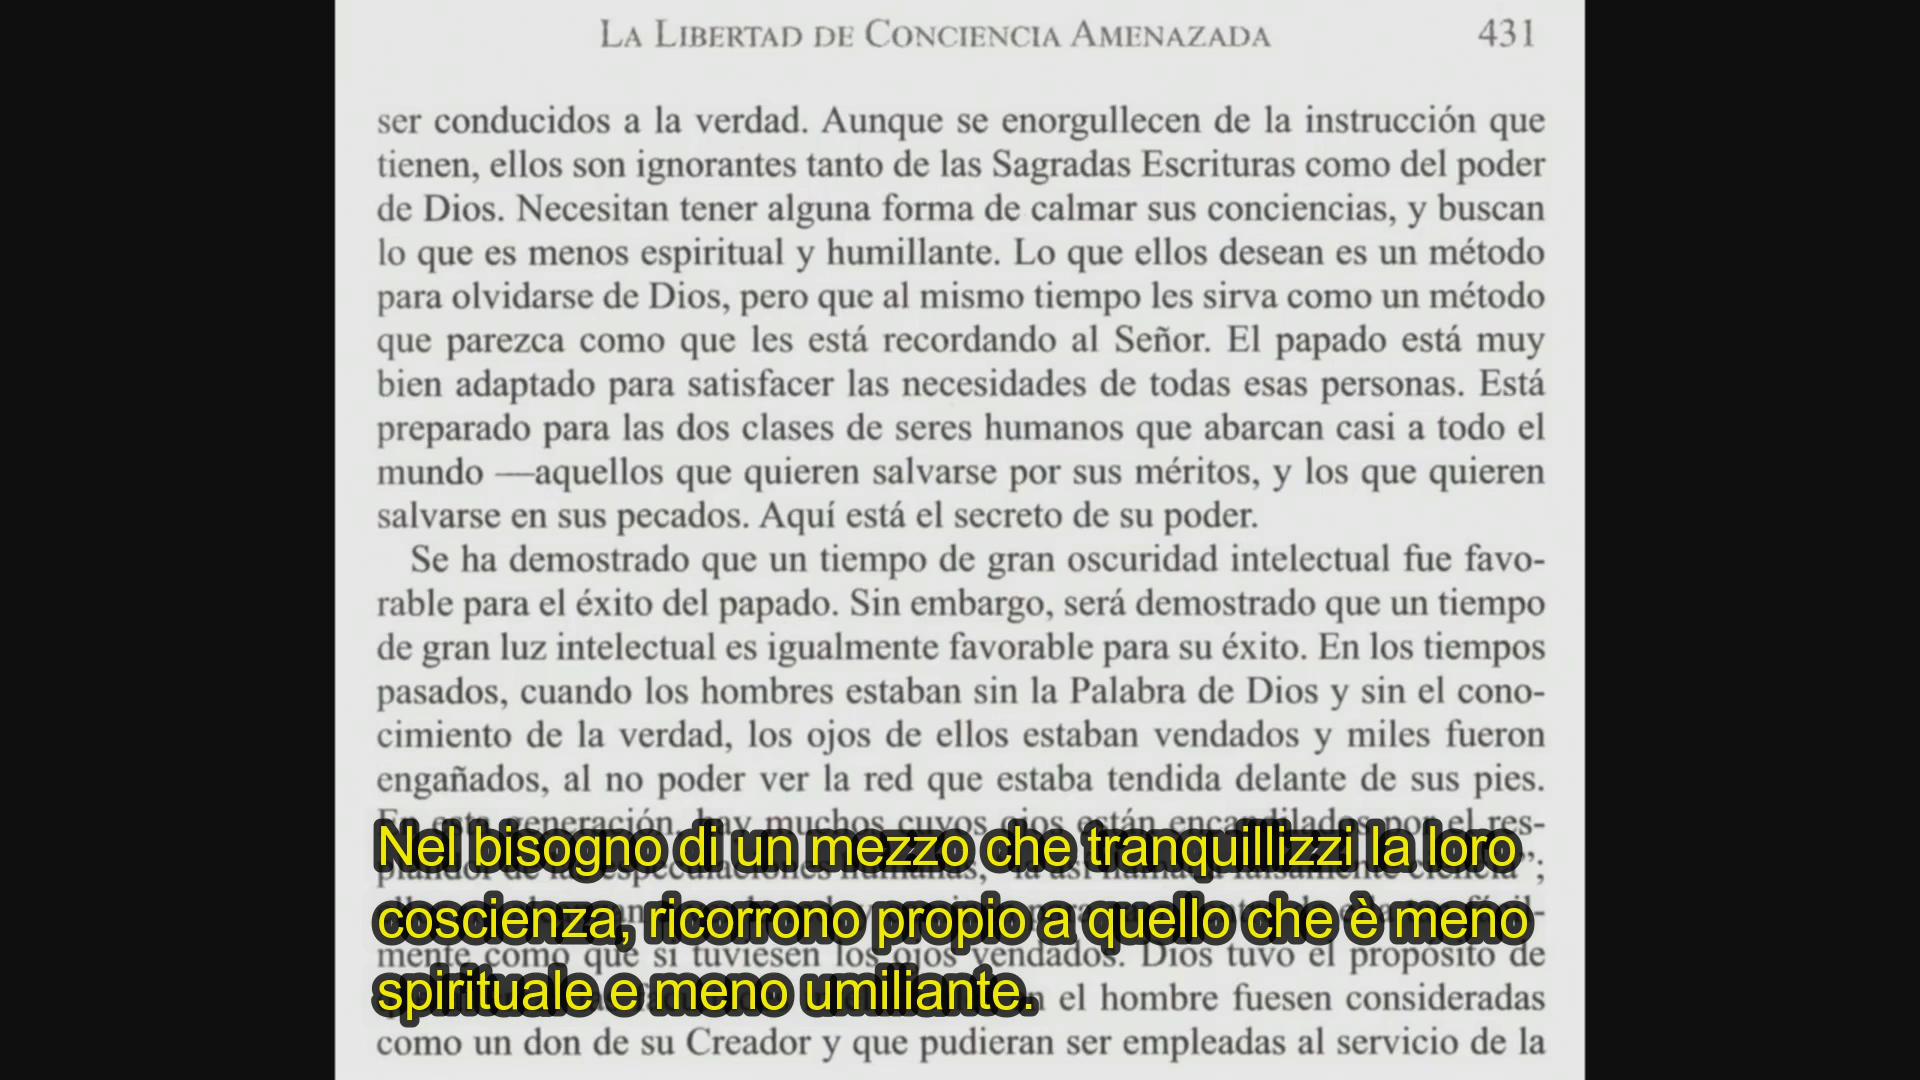 LA LIBERTAD DE CONCIENCIA AMENAZADA 431
ser conducidos a la verdad. Aunque se enorgullecen de la instrucción que
tienen, ellos son ignorantes tanto de las Sagradas Escrituras como del poder
de Dios. Necesitan tener alguna forma de calmar sus conciencias, y buscan
lo que es menos espiritual y humillante. Lo que ellos desean es un método
para olvidarse de Dios, pero que al mismo tiempo les sirva como un método
que parezca como que les está recordando al Señor. El papado está muy
bien adaptado para satisfacer las necesidades de todas esas personas. Está
preparado para las dos clases de seres humanos que abarcan casi a todo el
mundo —aquellos que quieren salvarse por sus méritos, y los que quieren
salvarse en sus pecados. Aquí está el secreto de su poder.
Se ha demostrado que un tiempo de gran oscuridad intelectual fue favo-
rable para el éxito del papado. Sin embargo, será demostrado que un tiempo
de gran luz intelectual es igualmente favorable para su éxito. En los tiempos
pasados, cuando los hombres estaban sin la Palabra de Dios y sin el cono-
cimiento de la verdad, los ojos de ellos estaban vendados y miles fueron
engañados, al no poder ver la red que estaba tendida delante de sus pies.
En esta generación, hay muchos cuyos ojos están encandilados por el res-
Nel bisogno di un mezzo che tranquillizzi la loro
coscienza, ricorrono propio a quello che è meno
mente como que si tuviesen los ojos vendados. Dios tuvo el propósito de
spirituale e meno umiliante.
el hombre fuesen consideradas
como un don de su Creador y que pudieran ser empleadas al servicio de la